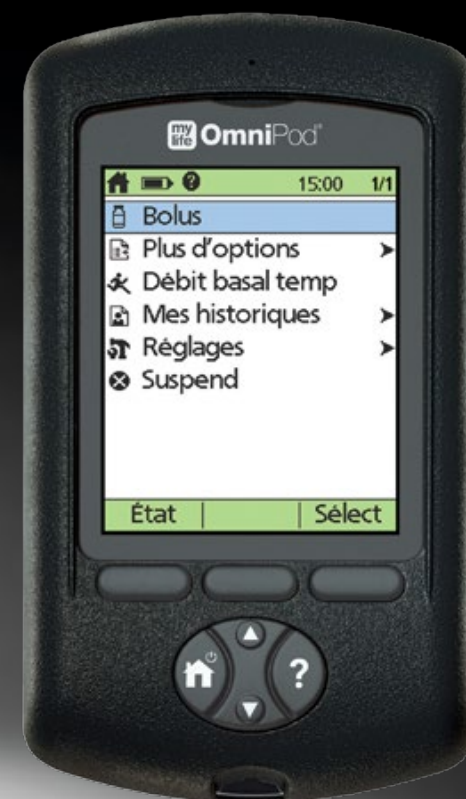 my life OmniPod®
15:00 1/1
Bolus
Plus d'options
Débit basal temp
Mes historiques
Réglages
Suspend
État Sélect
?